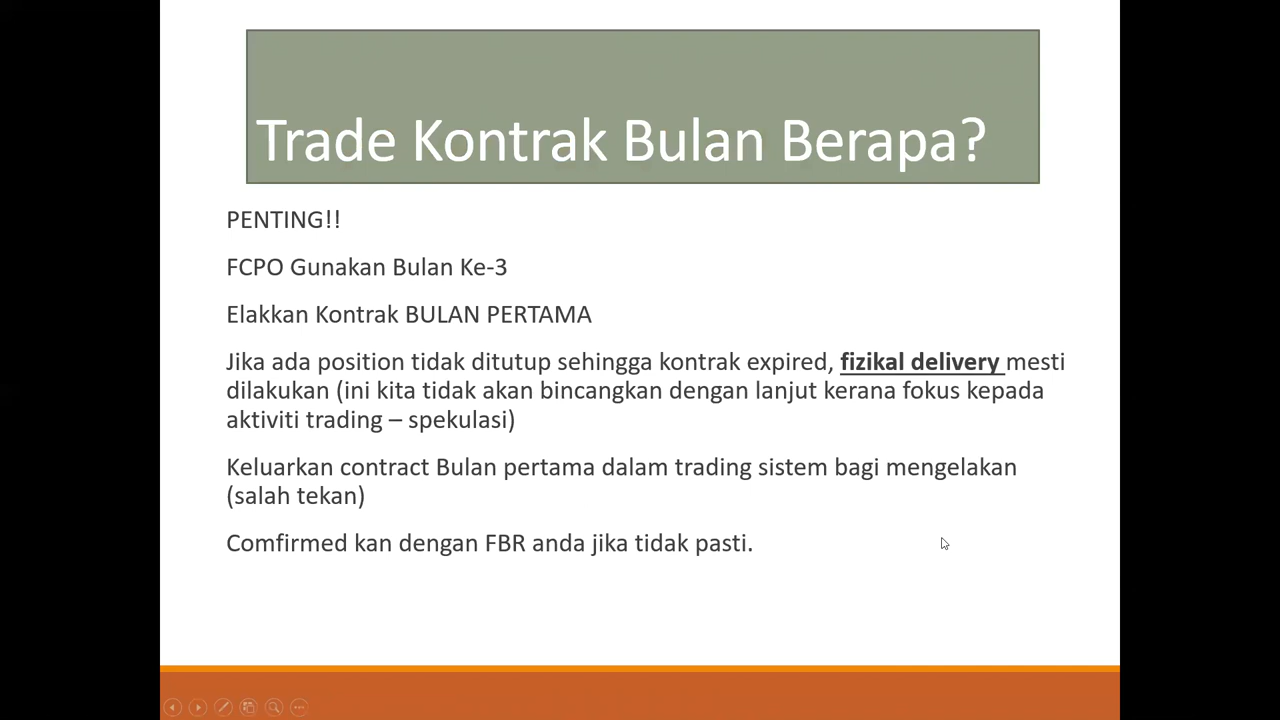 Trade Kontrak Bulan Berapa?
PENTING!!
FCPO Gunakan Bulan Ke-3
Elakkan Kontrak BULAN PERTAMA
Jika ada position tidak ditutup sehingga kontrak expired, fizikal delivery mesti
dilakukan (ini kita tidak akan bincangkan dengan lanjut kerana fokus kepada
aktiviti trading – spekulasi)
Keluarkan contract Bulan pertama dalam trading sistem bagi mengelakan
(salah tekan)
Comfirmed kan dengan FBR anda jika tidak pasti.